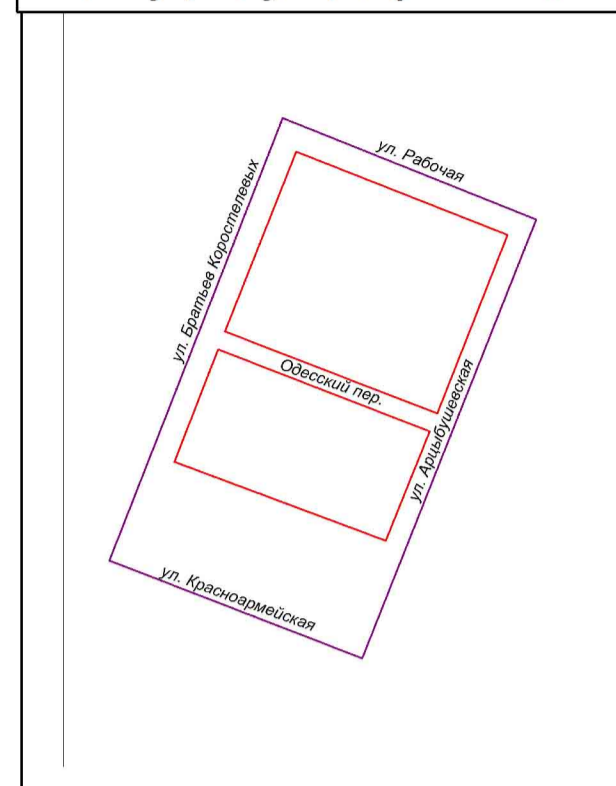 ул. Рабочая
ул. Братьев Коростелевых
Одесский пер.
ул. Арцыбушевская
ул. Красноармейская